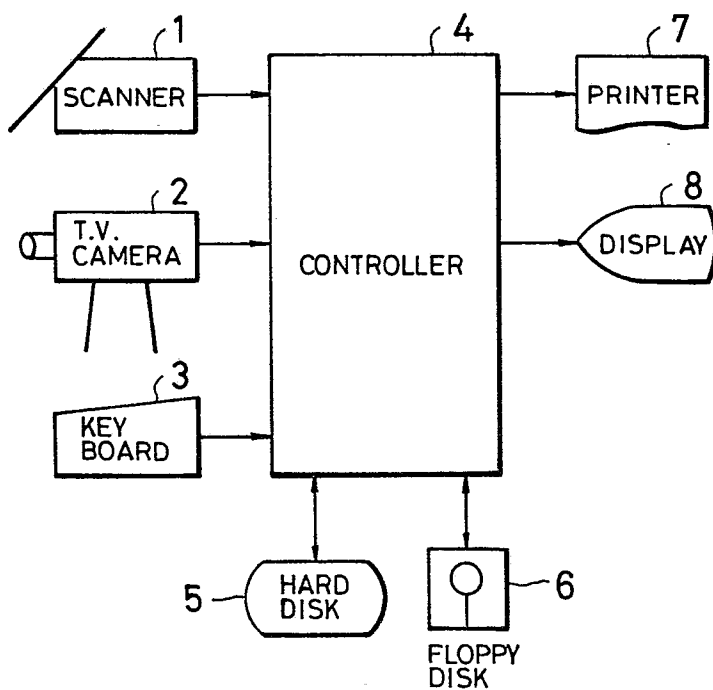 1
SCANNER
4
7
PRINTER
2
T.V.
CAMERA
8
DISPLAY
CONTROLLER
3
KEY
BOARD
5
HARD
DISK
6
FLOPPY
DISK